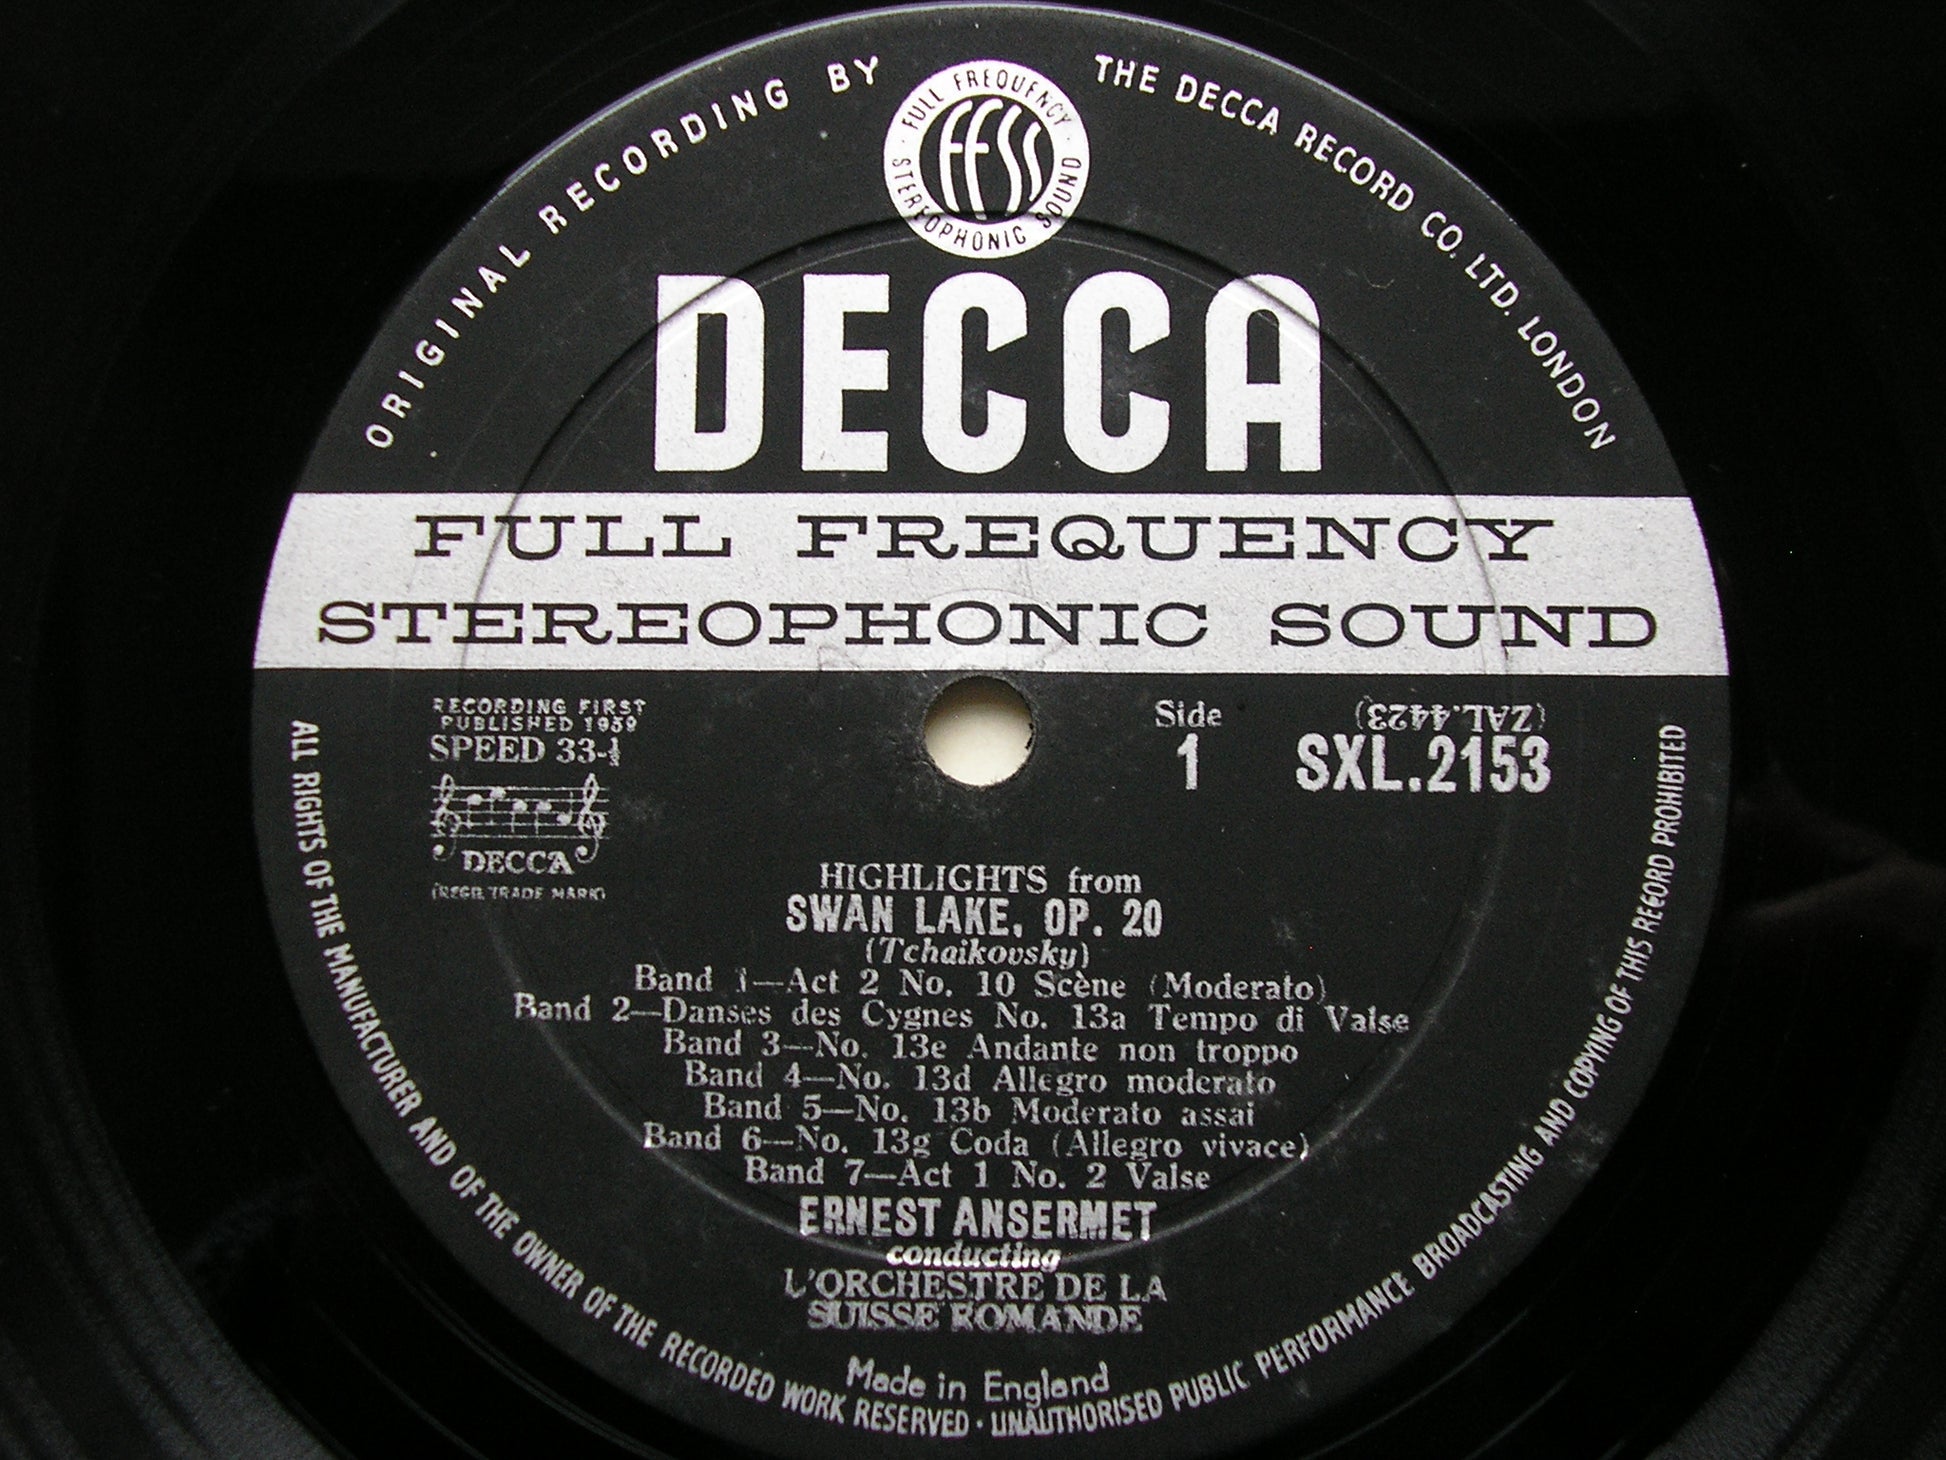 ORIGINAL RECORDING BY THE DECCA RECORD CO. LTD. LONDON
FULL FREQUENCY
FFSS
STEREOPHONIC SOUND
DECCA
FULL FREQUENCY
STEREOPHONIC SOUND
RECORDING FIRST
PUBLISHED 1959
SPEED 33-⅓
DECCA
(REGD. TRADE MARK)
Side
1
(ZAL.4423)
SXL.2153
HIGHLIGHTS from
SWAN LAKE, OP. 20
(Tchaikovsky)
Band 1—Act 2 No. 10 Scène (Moderato)
Band 2—Danses des Cygnes No. 13a Tempo di Valse
Band 3—No. 13e Andante non troppo
Band 4—No. 13d Allegro moderato
Band 5—No. 13b Moderato assai
Band 6—No. 13g Coda (Allegro vivace)
Band 7—Act 1 No. 2 Valse
ERNEST ANSERMET
conducting
L'ORCHESTRE DE LA
SUISSE ROMANDE
Made in England
ALL RIGHTS OF THE MANUFACTURER AND OF THE OWNER OF THE RECORDED WORK RESERVED · UNAUTHORISED PUBLIC PERFORMANCE BROADCASTING AND COPYING OF THIS RECORD PROHIBITED